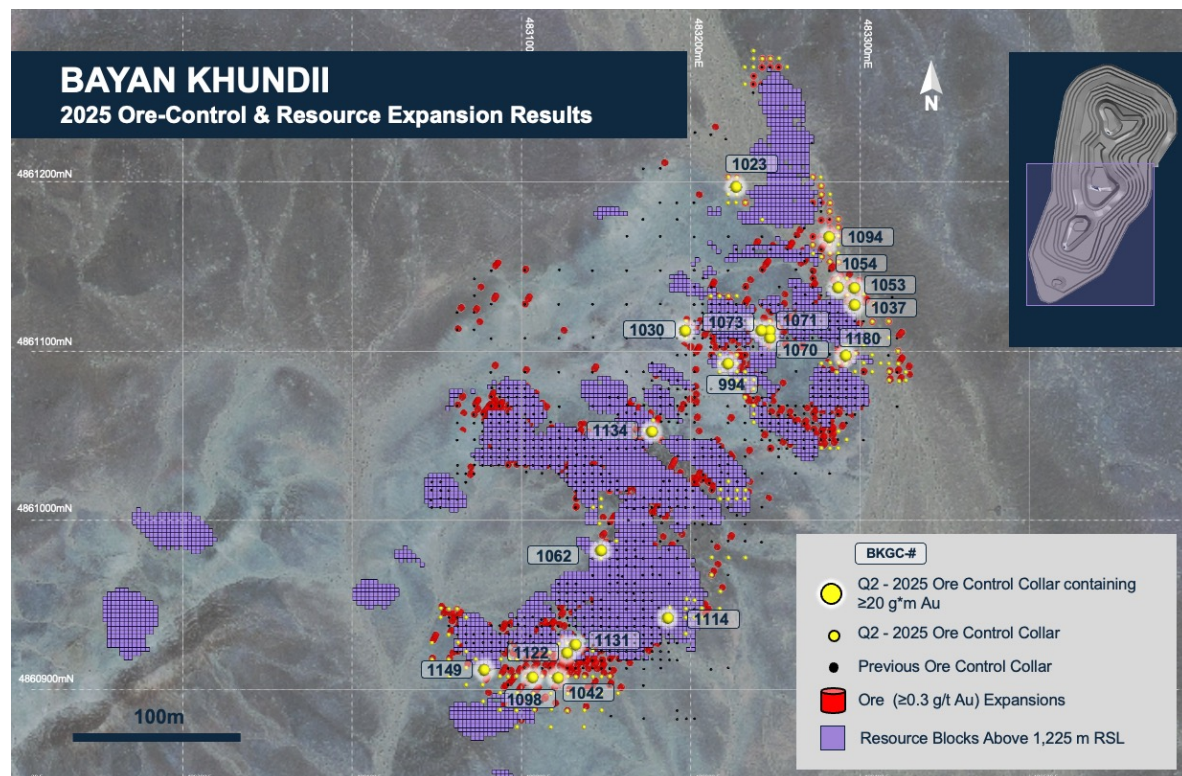 BAYAN KHUNDII
2025 Ore-Control & Resource Expansion Results
483100
483200mE
483300mE
N
4861200mN
4861100mN
4861000mN
4860900mN
1023
1094
1054
1053
1037
1030
1073
1071
1070
1180
994
1134
1062
1114
1131
1122
1149
1098
1042
100m
BKGC-#
Q2 - 2025 Ore Control Collar containing
≥20 g*m Au
Q2 - 2025 Ore Control Collar
Previous Ore Control Collar
Ore (≥0.3 g/t Au) Expansions
Resource Blocks Above 1,225 m RSL